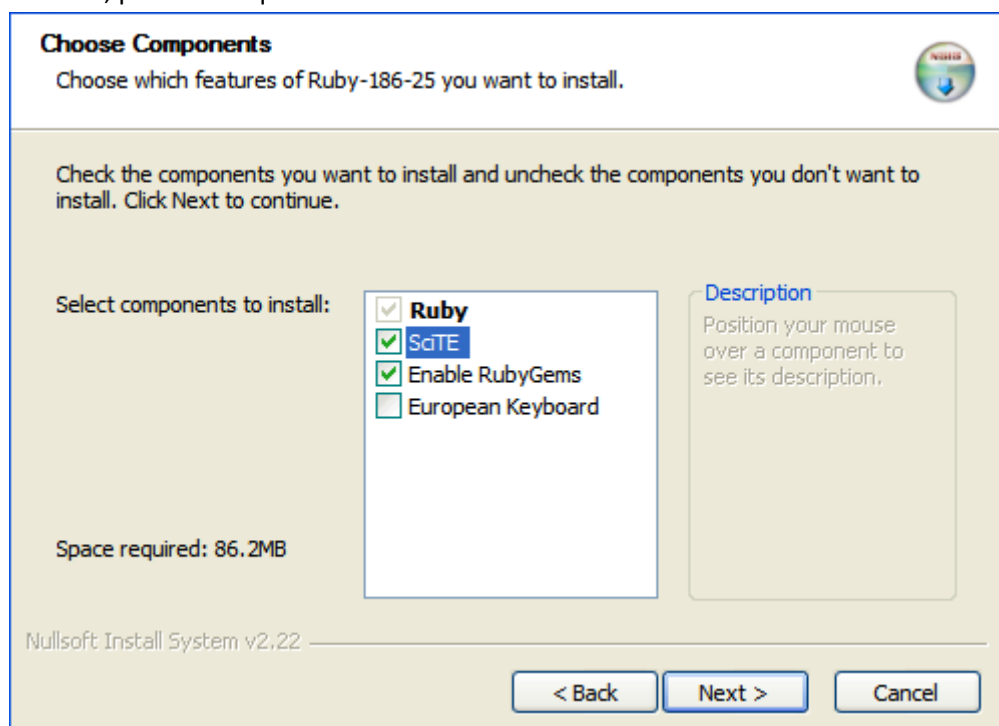 Choose Components
Choose which features of Ruby-186-25 you want to install.
Check the components you want to install and uncheck the components you don't want to
install. Click Next to continue.
Select components to install:
Ruby
SciTE
Enable RubyGems
European Keyboard
Description
Position your mouse
over a component to
see its description.
Space required: 86.2MB
Nullsoft Install System v2.22
< Back
Next >
Cancel